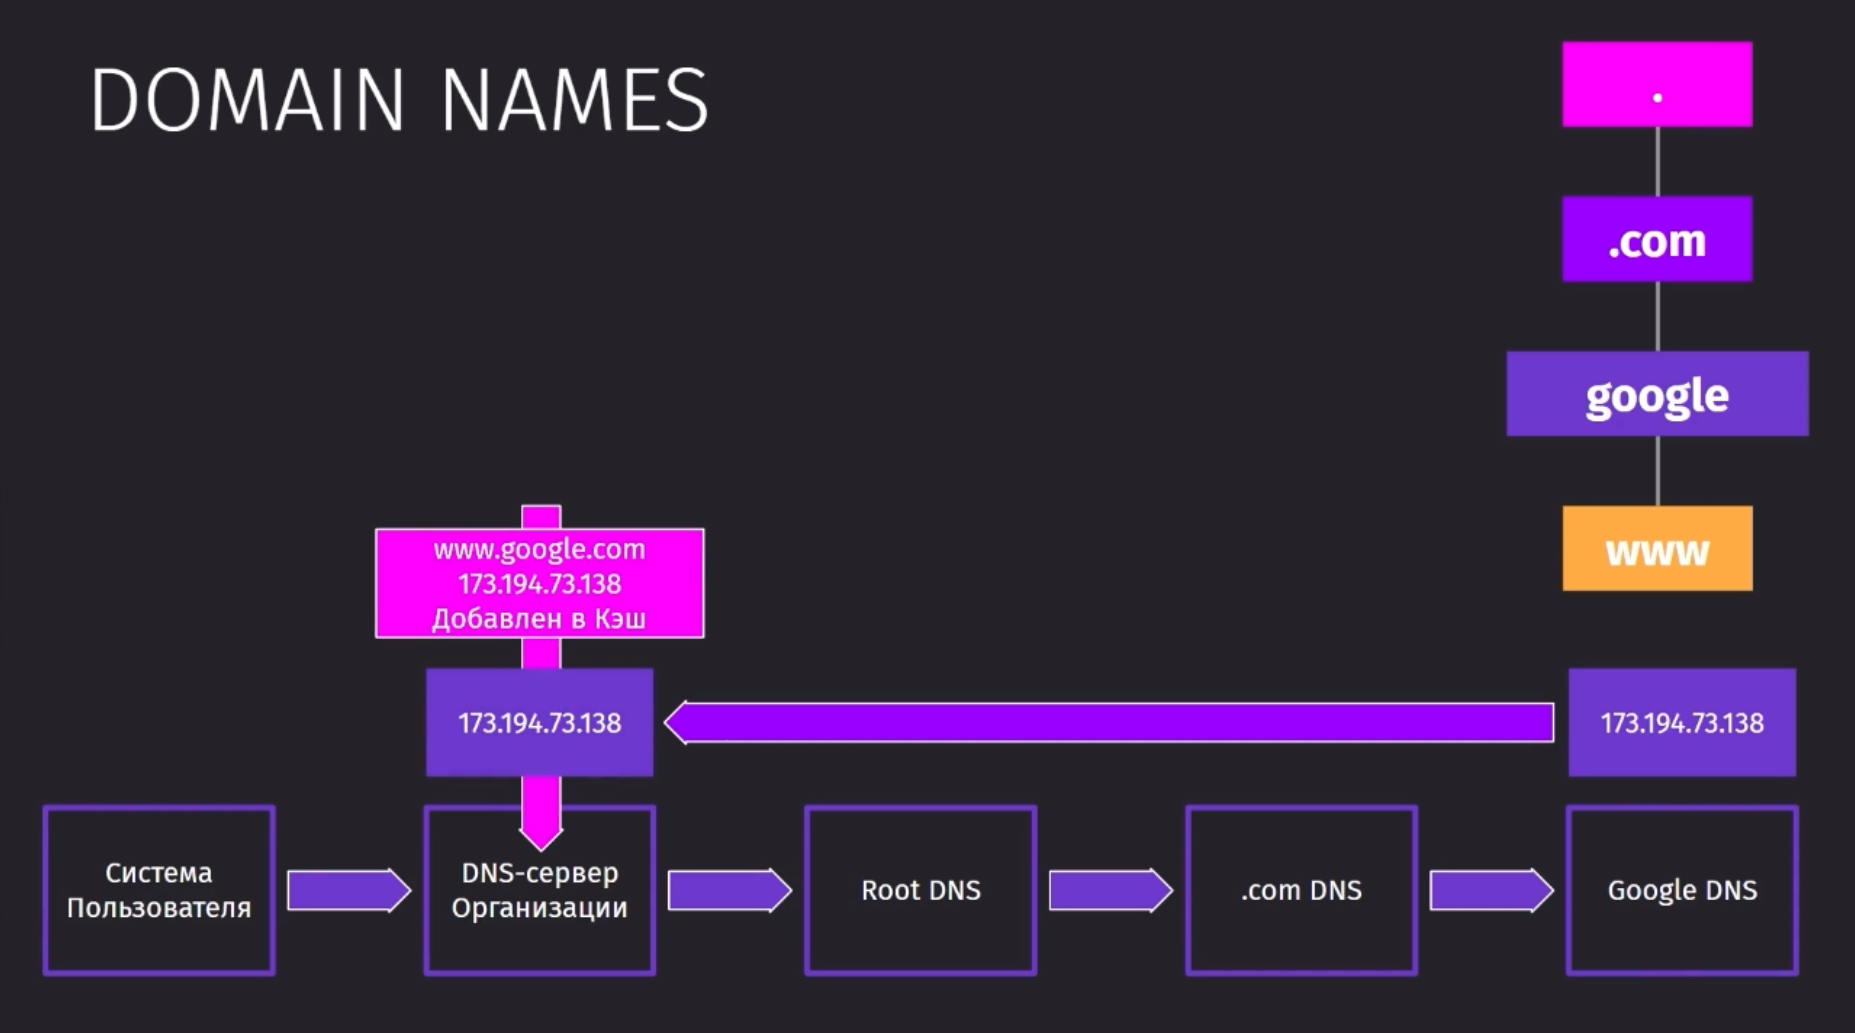 DOMAIN NAMES
.
.com
google
www
www.google.com
173.194.73.138
Добавлен в Кэш
173.194.73.138
173.194.73.138
Система
Пользователя
DNS-сервер
Организации
Root DNS
.com DNS
Google DNS